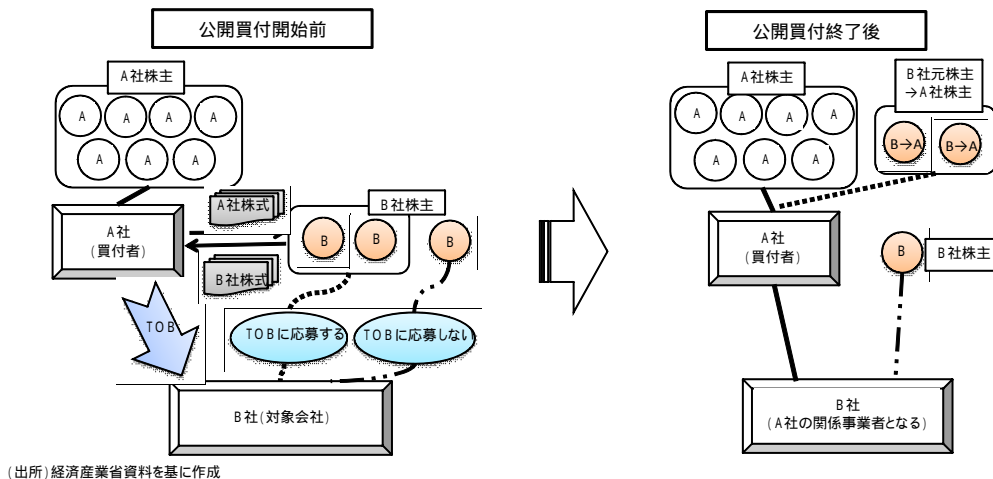 公開買付開始前
A社株主
A
A
A
A
A
A
A
A社
(買付者)
A社株式
B社株式
B社株主
B
B
B
TOB
TOBに応募する
TOBに応募しない
B社(対象会社)
(出所)経済産業省資料を基に作成
公開買付終了後
A社株主
A
A
A
A
A
A
A
B社元株主
→A社株主
B→A
B→A
A社
(買付者)
B
B社株主
B社
(A社の関係事業者となる)